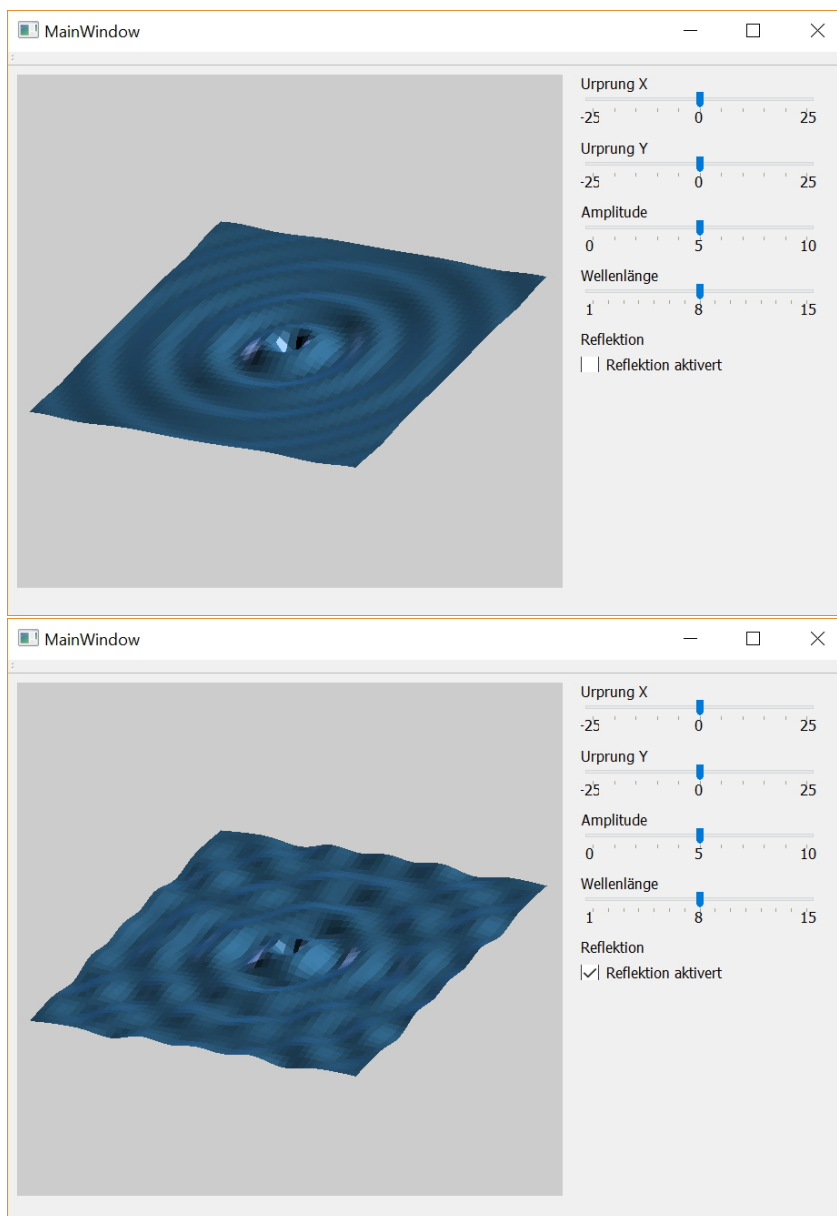 MainWindow
Urprung X
-25 0 25
Urprung Y
-25 0 25
Amplitude
0 5 10
Wellenlänge
1 8 15
Reflektion
Reflektion aktivert
MainWindow
Urprung X
-25 0 25
Urprung Y
-25 0 25
Amplitude
0 5 10
Wellenlänge
1 8 15
Reflektion
Reflektion aktivert